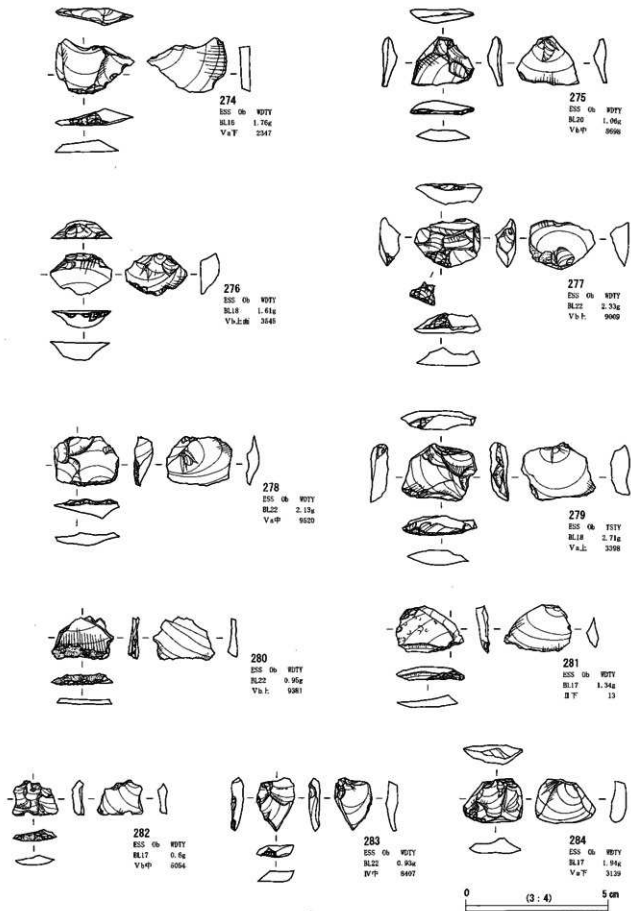 274
ESS Ob WDTY
BL16 1.76g
Va下 2347
275
ESS Ob WDTY
BL20 1.06g
Vb中 8698
276
ESS Ob WDTY
BL18 1.61g
Vb上面 3545
277
ESS Ob WDTY
BL22 2.33g
Vb上 9009
278
ESS Ob WDTY
BL22 2.13g
Va中 9520
279
ESS Ob TSTY
BL18 2.71g
Va上 3398
280
ESS Ob WDTY
BL22 0.95g
Vb上 9381
281
ESS Ob WDTY
BL17 1.34g
Ⅱ下 13
282
ESS Ob WDTY
BL17 0.8g
Vb中 5054
283
ESS Ob WDTY
BL22 0.93g
Ⅳ中 8407
284
ESS Ob WDTY
BL17 1.94g
Va下 3139
0 (3:4) 5cm